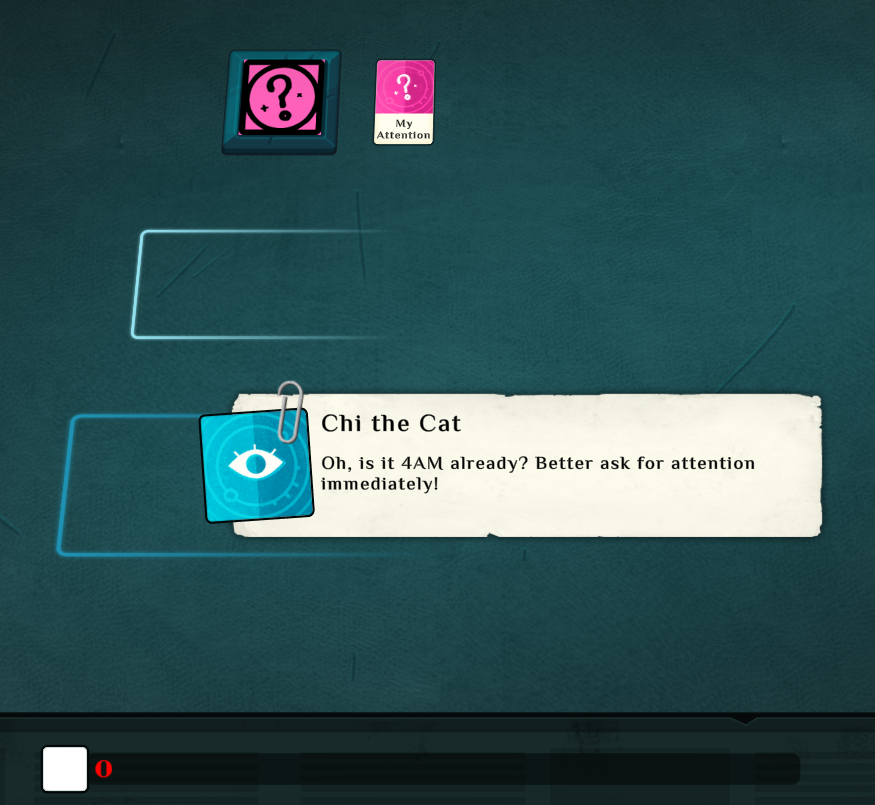 ?
?
My
Attention
Chi the Cat
Oh, is it 4AM already? Better ask for attention
immediately!
0